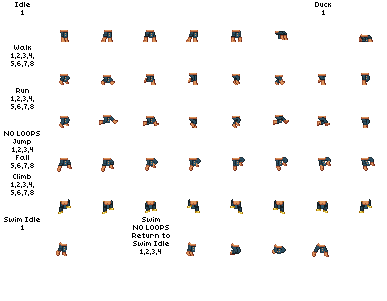 Idle
1
Duck
1
Walk
1,2,3,4,
5,6,7,8
Run
1,2,3,4,
5,6,7,8
NO LOOPS
Jump
1,2,3,4
Fall
5,6,7,8
Climb
1,2,3,4,
5,6,7,8
Swim Idle
1
Swim
NO LOOPS
Return to
Swim Idle
1,2,3,4